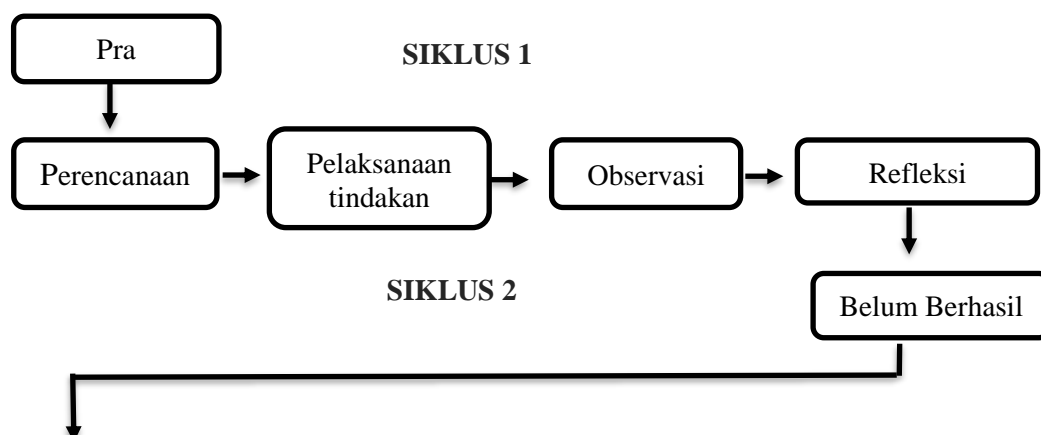 Pra
SIKLUS 1
Perencanaan
Pelaksanaan
tindakan
Observasi
Refleksi
SIKLUS 2
Belum Berhasil